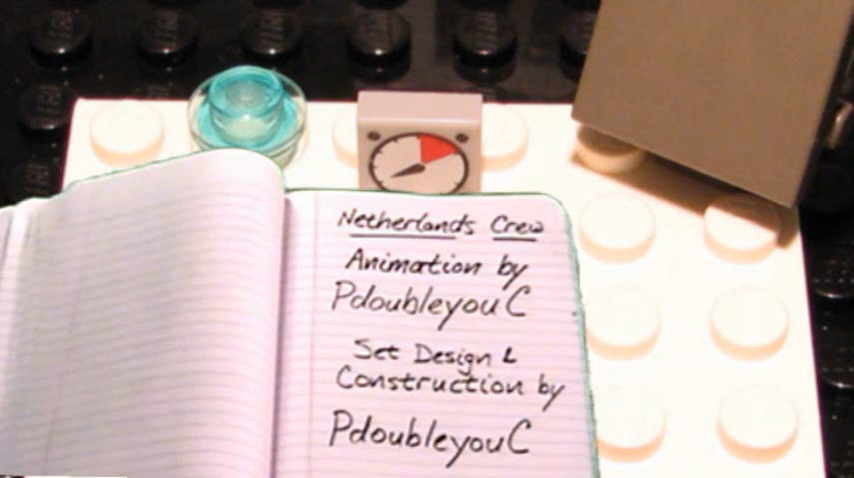 Netherlands Crew
Animation by
PdoubleyouC
Set Design &
Construction by
PdoubleyouC